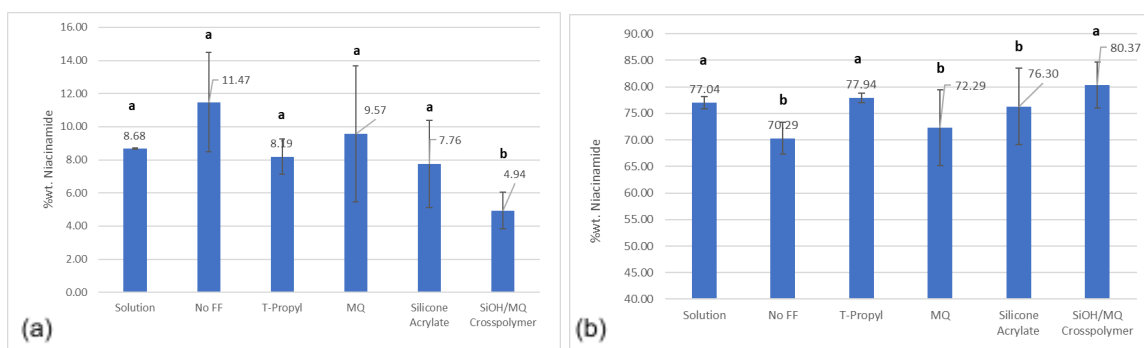 16.00
14.00
12.00
10.00
8.00
6.00
4.00
2.00
0.00
%wt. Niacinamide
a
8.68
a
11.47
a
8.19
a
9.57
a
7.76
b
4.94
Solution
No FF
T-Propyl
MQ
Silicone
Acrylate
SiOH/MQ
Crosspolymer
(a)
90.00
85.00
80.00
75.00
70.00
65.00
60.00
55.00
50.00
45.00
40.00
%wt. Niacinamide
a
77.04
b
70.29
a
77.94
b
72.29
b
76.30
a
80.37
Solution
No FF
T-Propyl
MQ
Silicone
Acrylate
SiOH/MQ
Crosspolymer
(b)